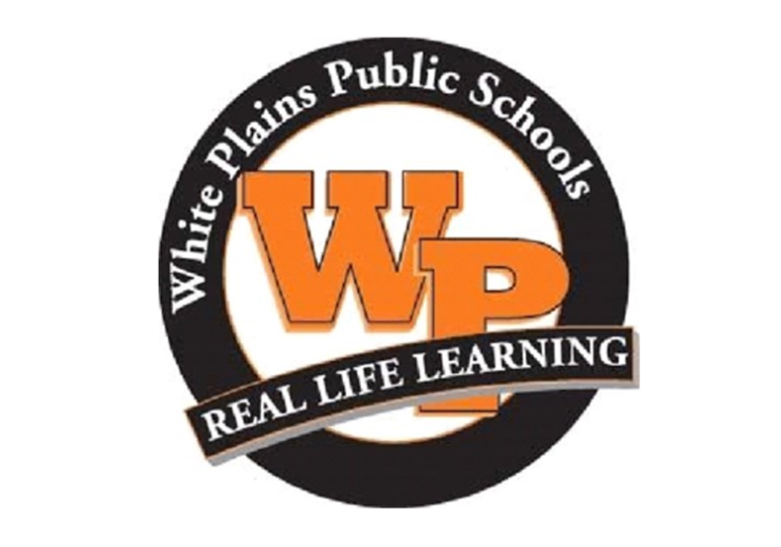 White Plains Public Schools
WP
REAL LIFE LEARNING